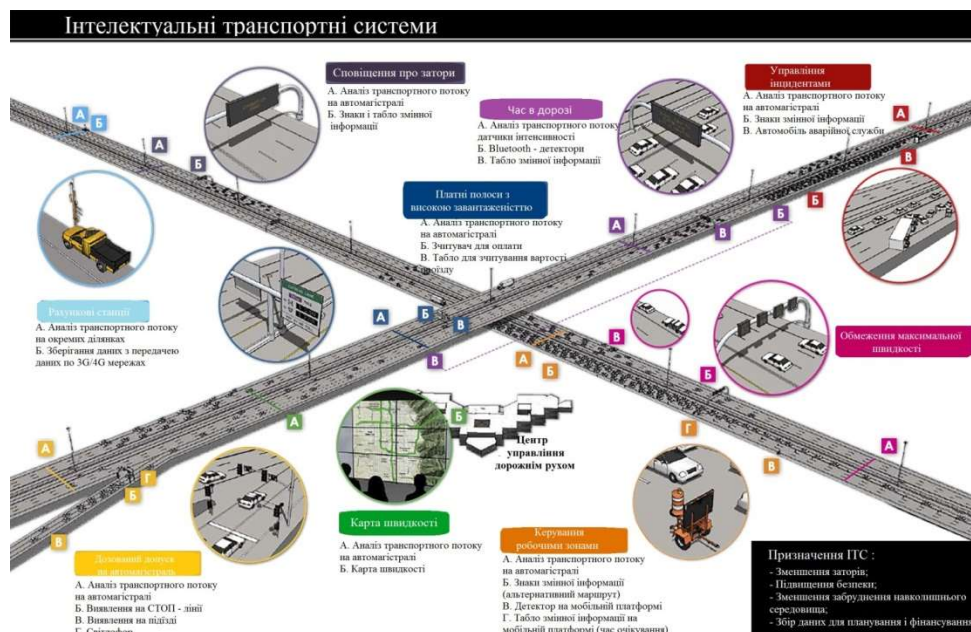 Інтелектуальні транспортні системи
Сповіщення про затори
А. Аналіз транспортного потоку
на автомагістралі
Б. Знаки і табло змінної
інформації
Час в дорозі
А. Аналіз транспортного потоку
датчики інтенсивності
Б. Bluetooth - детектори
В. Табло змінної інформації
Управління
інцидентами
А. Аналіз транспортного потоку
на автомагістралі
Б. Знаки змінної інформації
В. Автомобіль аварійної служби
Платні полоси з
високою завантаженісттю
А. Аналіз транспортного потоку
на автомагістралі
Б. Зчитувач для оплати
В. Табло для зчитування вартості
проїзду
Рахункові станції
А. Аналіз транспортного потоку
на окремих ділянках
Б. Зберігання даних з передачею
даних по 3G/4G мережах
Обмеження максимальної
швидкості
Центр
управління
дорожнім рухом
Карта швидкості
А. Аналіз транспортного потоку
на автомагістралі
Б. Карта швидкості
Дозований допуск
на автомагістраль
А. Аналіз транспортного потоку
на автомагістралі
Б. Виявлення на СТОП - лінії
В. Виявлення на підїзді
Г. Світлофор
Керування
робочими зонами
А. Аналіз транспортного потоку
на автомагістралі
Б. Знаки змінної інформації
(альтернативний маршрут)
В. Детектор на мобільній платформі
Г. Табло змінної інформації на
мобільній платформі (час очікування)
Призначення ІТС :
- Зменшення заторів;
- Підвищення безпеки;
- Зменшення забруднення навколишнього
середовища;
- Збір даних для планування і фінансування
А
Б
А
Б
А
Б
В
А
В
Б
Б
В
А
Б
В
В
А
Б
В
Б
А
Б
Г
В
А
А
Б
Г
В
А